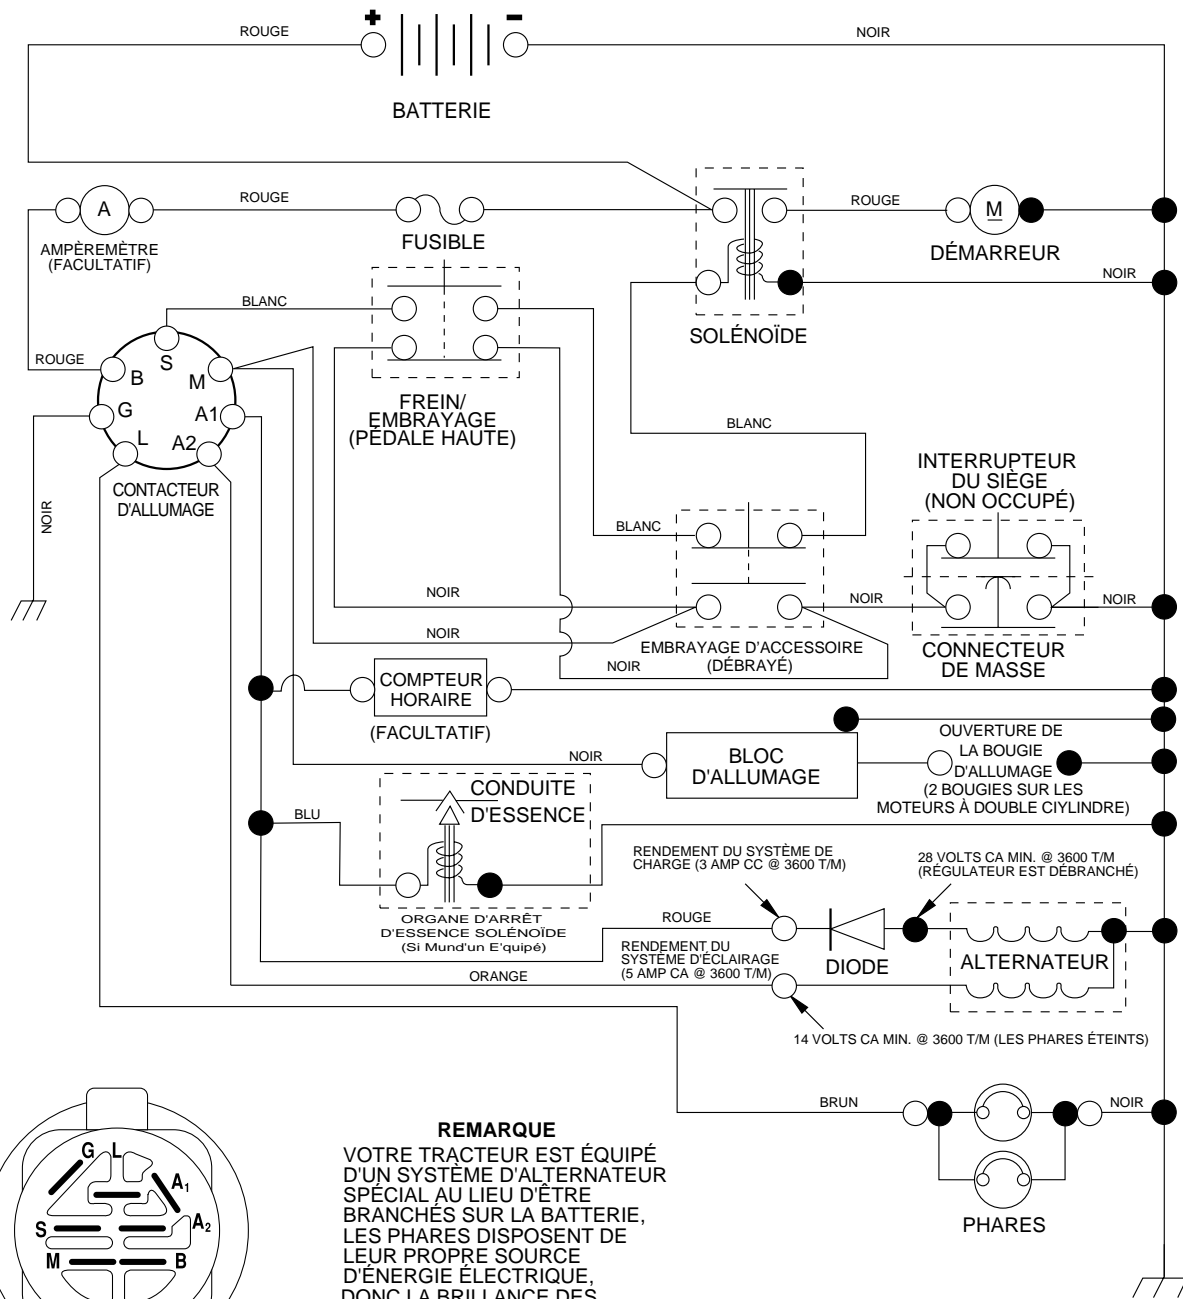 ROUGE
+
-
NOIR
BATTERIE
A
ROUGE
ROUGE
M
AMPÈREMÈTRE
(FACULTATIF)
FUSIBLE
DÉMARREUR
NOIR
BLANC
SOLÉNOÏDE
ROUGE
S
B
M
G
A1
L
A2
FREIN/
EMBRAYAGE
(PÉDALE HAUTE)
BLANC
CONTACTEUR
D'ALLUMAGE
NOIR
INTERRUPTEUR
DU SIÈGE
(NON OCCUPÉ)
BLANC
NOIR
NOIR
NOIR
NOIR
EMBRAYAGE D'ACCESSOIRE
(DÉBRAYÉ)
NOIR
CONNECTEUR
DE MASSE
COMPTEUR
HORAIRE
(FACULTATIF)
NOIR
BLOC
D'ALLUMAGE
OUVERTURE DE
LA BOUGIE
D'ALLUMAGE
(2 BOUGIES SUR LES
MOTEURS À DOUBLE CIYLINDRE)
CONDUITE
D'ESSENCE
BLU
RENDEMENT DU SYSTÈME DE
CHARGE (3 AMP CC @ 3600 T/M)
28 VOLTS CA MIN. @ 3600 T/M
(RÉGULATEUR EST DÉBRANCHÉ)
ORGANE D'ARRÊT
D'ESSENCE SOLÉNOÏDE
(Si Mund'un E'quipé)
ROUGE
RENDEMENT DU
SYSTÈME D'ÉCLAIRAGE
(5 AMP CA @ 3600 T/M)
DIODE
ALTERNATEUR
ORANGE
14 VOLTS CA MIN. @ 3600 T/M (LES PHARES ÉTEINTS)
BRUN
NOIR
PHARES
G L
A1
A2
S
M
B
REMARQUE
VOTRE TRACTEUR EST ÉQUIPÉ
D'UN SYSTÈME D'ALTERNATEUR
SPÉCIAL AU LIEU D'ÊTRE
BRANCHÉS SUR LA BATTERIE,
LES PHARES DISPOSENT DE
LEUR PROPRE SOURCE
D'ÉNERGIE ÉLECTRIQUE,
DONC LA BRILLANCE DES